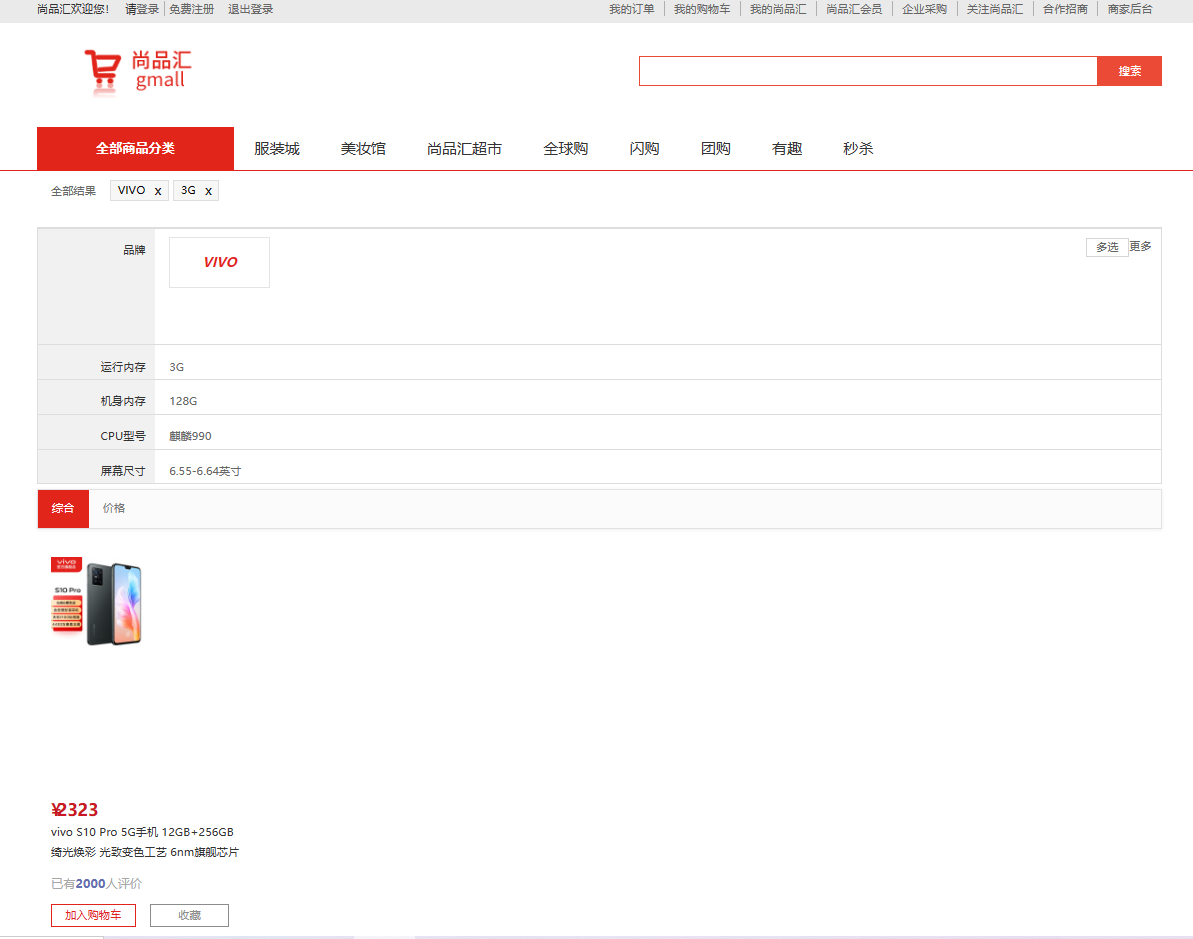 尚品汇欢迎您! 请登录 免费注册 退出登录 我的订单 我的购物车 我的尚品汇 尚品汇会员 企业采购 关注尚品汇 合作招商 商家后台
尚品汇
gmall
搜索
全部商品分类 服装城 美妆馆 尚品汇超市 全球购 闪购 团购 有趣 秒杀
全部结果 VIVO x 3G x
品牌 VIVO 多选 更多
运行内存 3G
机身内存 128G
CPU型号 麒麟990
屏幕尺寸 6.55-6.64英寸
综合 价格
vivo
S10 Pro
¥2323
vivo S10 Pro 5G手机 12GB+256GB
绮光焕彩 光致变色工艺 6nm旗舰芯片
已有2000人评价
加入购物车 收藏